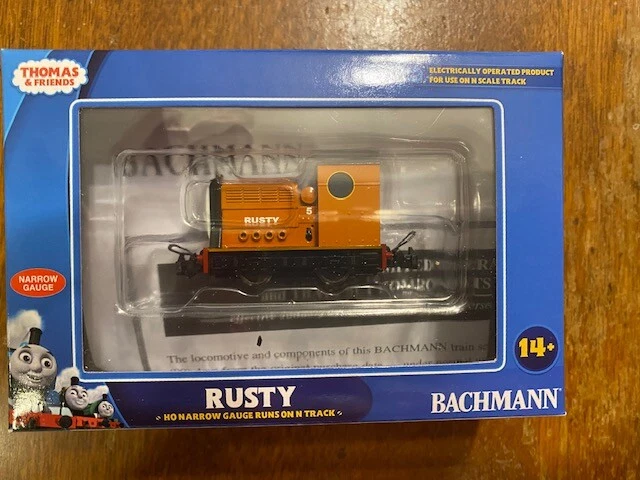 THOMAS
& FRIENDS
ELECTRICALLY OPERATED PRODUCT
FOR USE ON N SCALE TRACK
BACHMANN
5
RUSTY
NARROW
GAUGE
The locomotive and components of this BACHMANN train
14+
RUSTY
HO NARROW GAUGE RUNS ON N TRACK
BACHMANN